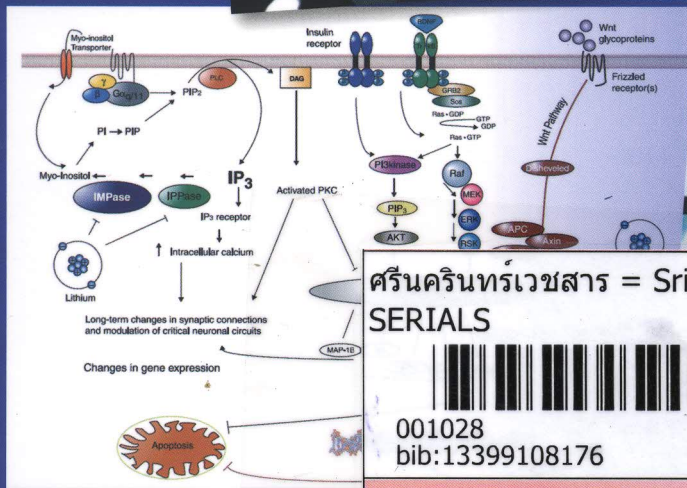 Myo-inositol
Transporter
Insulin
receptor
BDNF
Wnt
glycoproteins
Frizzled
receptor(s)
γ
β
Gαq/11
PIP2
PLC
DAG
GRB2
Sos
Ras•GDP
GTP
GDP
Ras•GTP
Wnt Pathway
PI → PIP
Myo-Inositol
IMPase
IPPase
IP3
IP3 receptor
↑ Intracellular calcium
Activated PKC
PI3kinase
PIP3
AKT
Raf
MEK
ERK
RSK
Disheveled
APC
Axin
Lithium
Long-term changes in synaptic connections
and modulation of critical neuronal circuits
MAP-1B
Changes in gene expression
Apoptosis
ศรีนครินทร์เวชสาร = Sri
SERIALS
001028
bib:13399108176